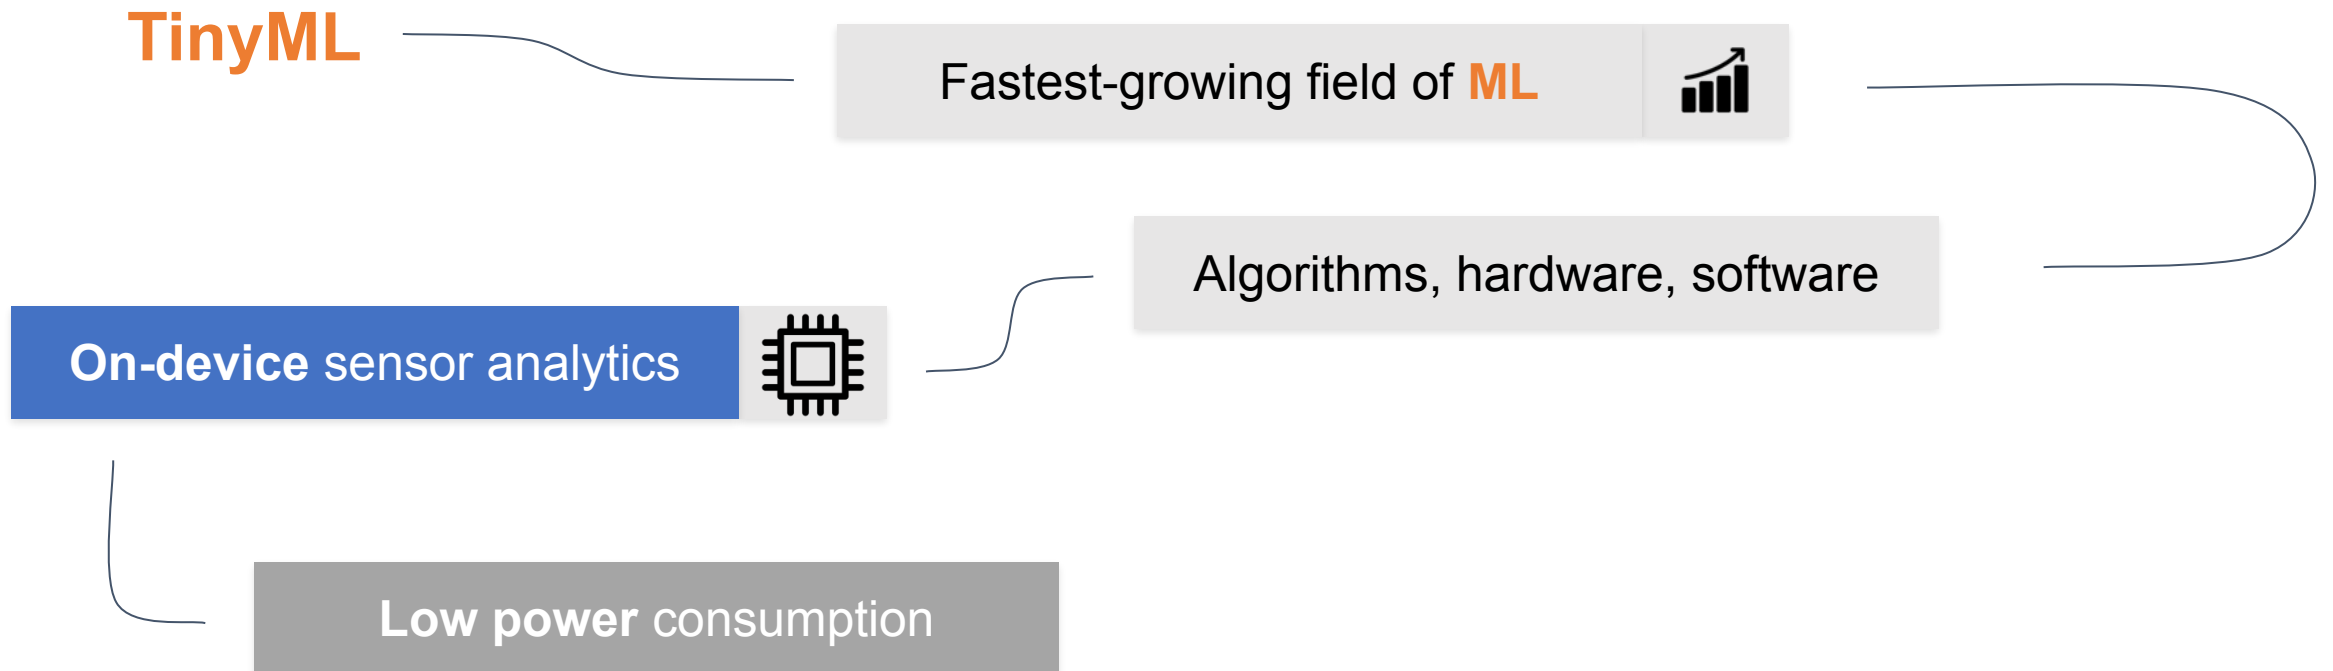 TinyML
Fastest-growing field of ML
Algorithms, hardware, software
On-device sensor analytics
Low power consumption